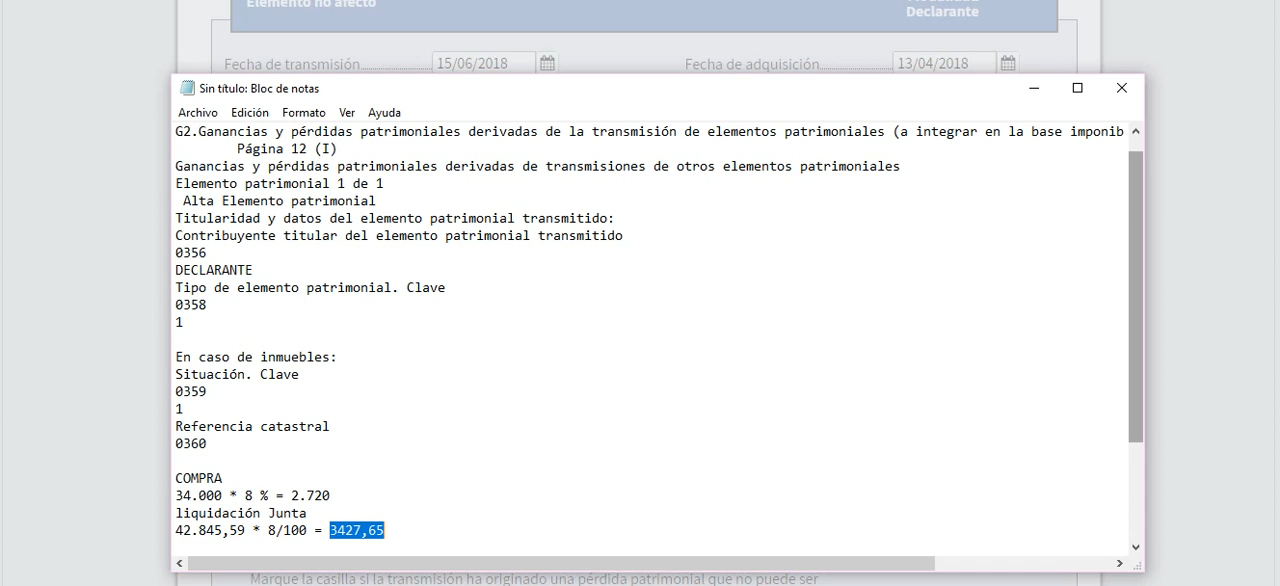 Elemento no afecto
Declarante
Fecha de transmisión 15/06/2018 Fecha de adquisición 13/04/2018
Sin título: Bloc de notas
Archivo Edición Formato Ver Ayuda
G2.Ganancias y pérdidas patrimoniales derivadas de la transmisión de elementos patrimoniales (a integrar en la base imponib
Página 12 (I)
Ganancias y pérdidas patrimoniales derivadas de transmisiones de otros elementos patrimoniales
Elemento patrimonial 1 de 1
Alta Elemento patrimonial
Titularidad y datos del elemento patrimonial transmitido:
Contribuyente titular del elemento patrimonial transmitido
0356
DECLARANTE
Tipo de elemento patrimonial. Clave
0358
1
En caso de inmuebles:
Situación. Clave
0359
1
Referencia catastral
0360
COMPRA
34.000 * 8 % = 2.720
liquidación Junta
42.845,59 * 8/100 = 3427,65
Marque la casilla si la transmisión ha originado una pérdida patrimonial que no puede ser